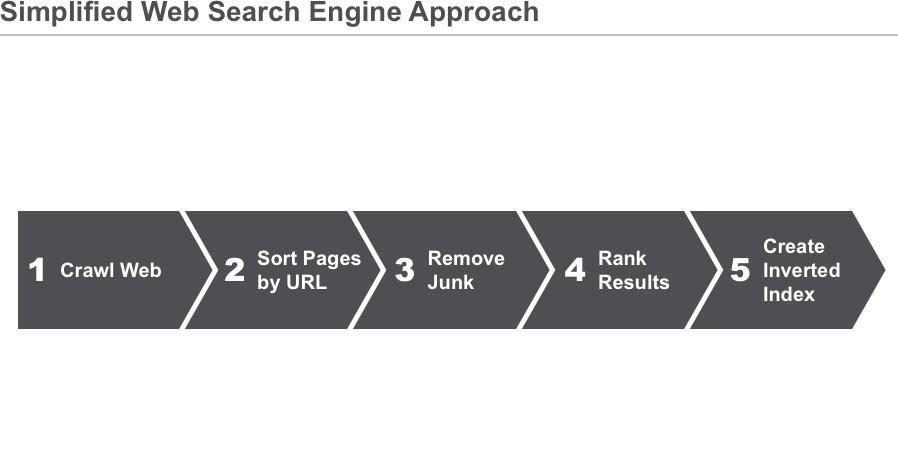 Simplified Web Search Engine Approach
1 Crawl Web
2 Sort Pages
by URL
3 Remove
Junk
4 Rank
Results
5 Create
Inverted
Index